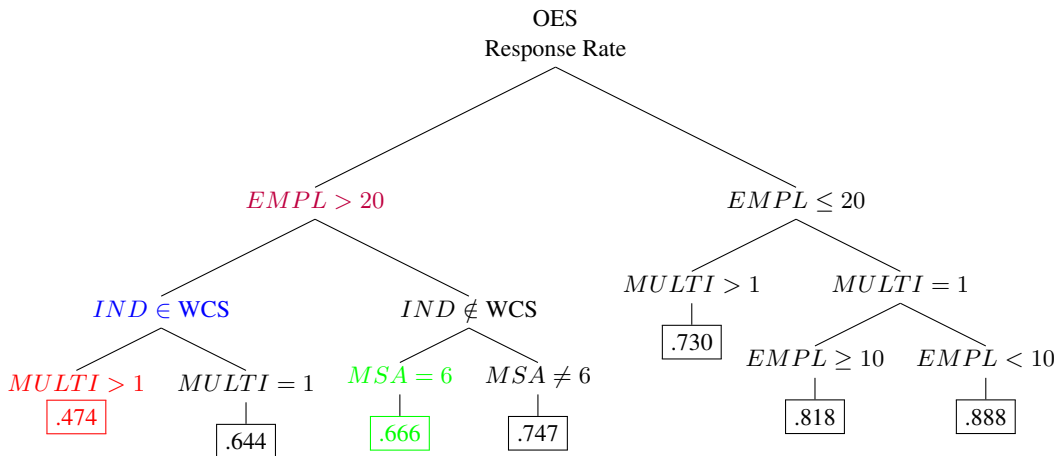 OES
Response Rate
EMPL > 20
EMPL ≤ 20
MULTI > 1
MULTI = 1
IND ∈ WCS
IND ∉ WCS
.730
EMPL ≥ 10
EMPL < 10
MULTI > 1
MULTI = 1
MSA = 6
MSA ≠ 6
.818
.888
.474
.644
.666
.747